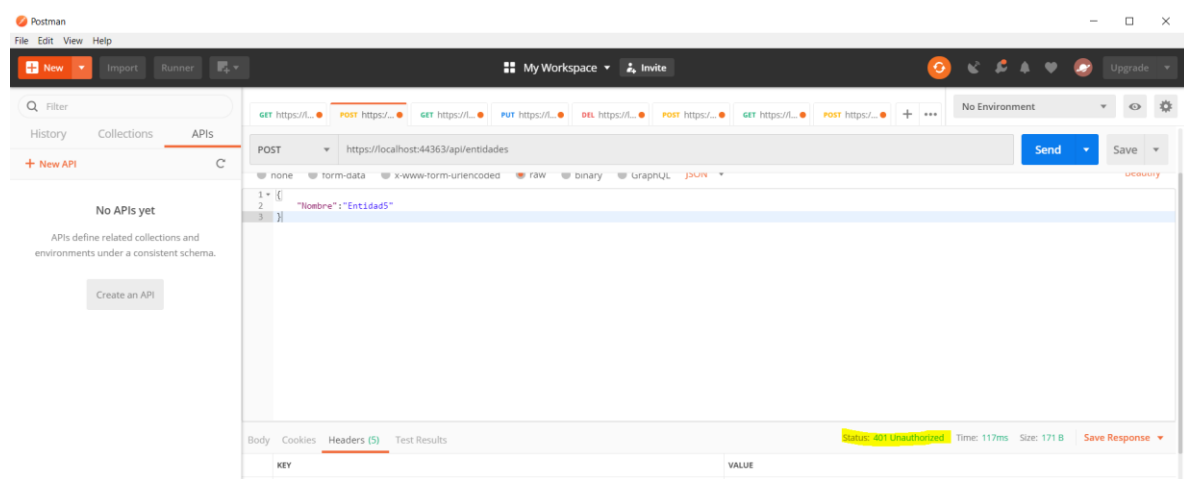 Postman
File Edit View Help
New Import Runner My Workspace Invite Upgrade
Filter
History Collections APIs
+ New API
No APIs yet
APIs define related collections and
environments under a consistent schema.
Create an API
GET https://l... POST https:/... GET https://l... PUT https://l... DEL https://l... POST https:/... GET https://l... POST https:/... + •••
No Environment
POST https://localhost:44363/api/entidades Send Save
none form-data x-www-form-urlencoded raw binary GraphQL JSON Beautify
1 {
2 "Nombre":"Entidad5"
3 }
Body Cookies Headers (5) Test Results Status: 401 Unauthorized Time: 117ms Size: 171 B Save Response
KEY VALUE